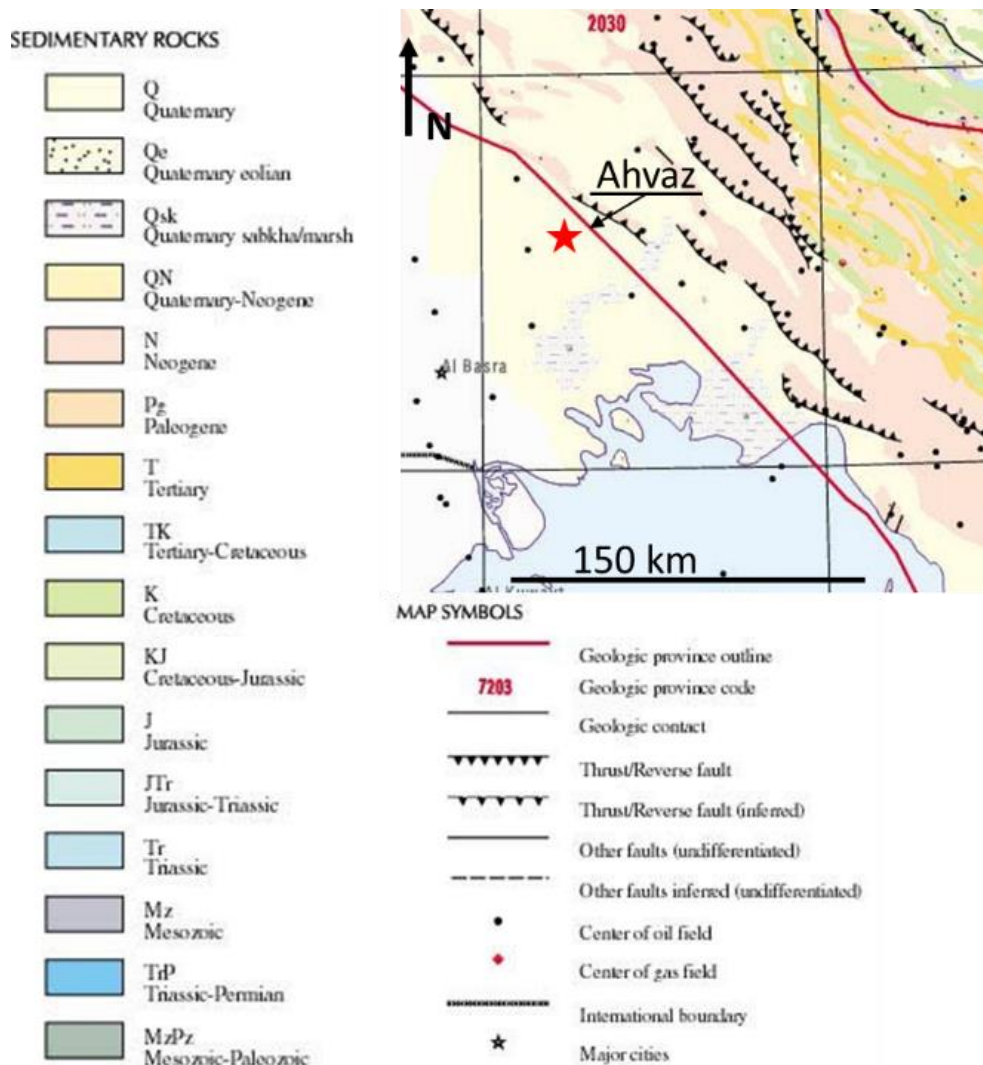 SEDIMENTARY ROCKS
Q
Quaternary
Qe
Quaternary eolian
Qsk
Quaternary sabkha/marsh
QN
Quaternary-Neogene
N
Neogene
Pg
Paleogene
T
Tertiary
TK
Tertiary-Cretaceous
K
Cretaceous
KJ
Cretaceous-Jurassic
J
Jurassic
JTr
Jurassic-Triassic
Tr
Triassic
Mz
Mesozoic
TrP
Triassic-Permian
MzPz
Mesozoic-Paleozoic
2030
N
Ahvaz
Al Basra
150 km
Al Kuwait
MAP SYMBOLS
Geologic province outline
7203
Geologic province code
Geologic contact
Thrust/Reverse fault
Thrust/Reverse fault (inferred)
Other faults (undifferentiated)
Other faults inferred (undifferentiated)
Center of oil field
Center of gas field
International boundary
Major cities